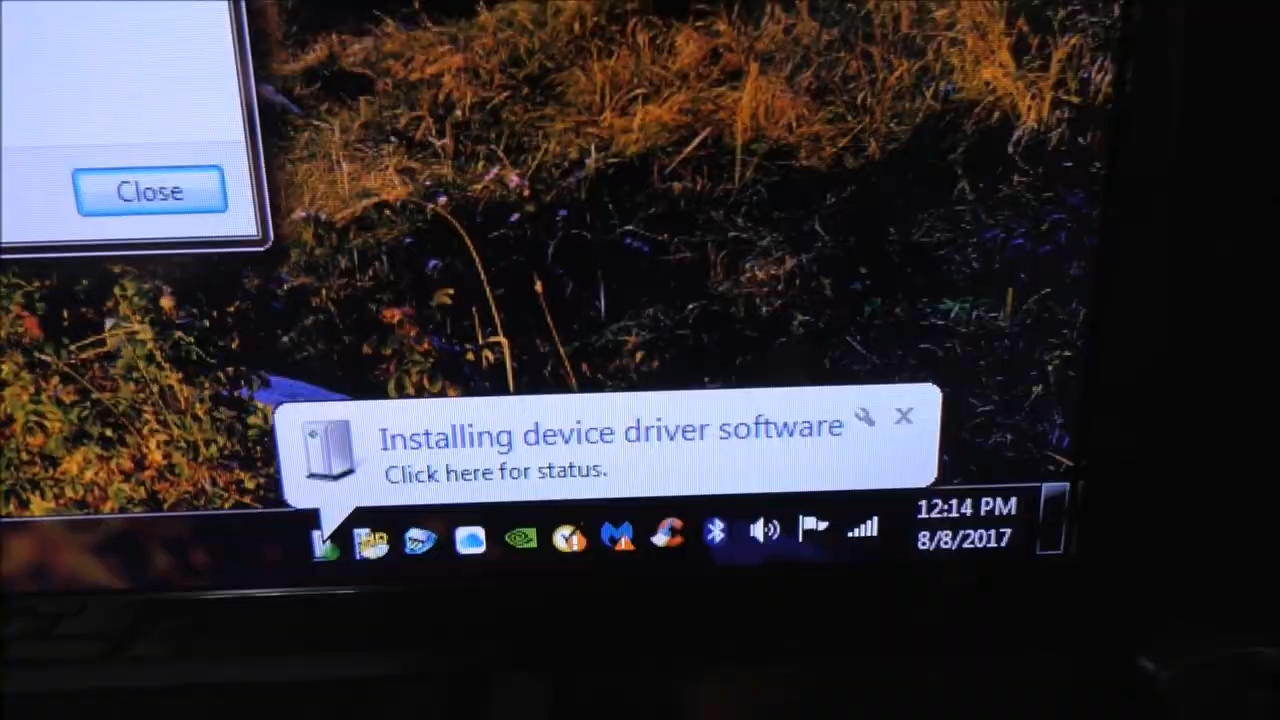 Close
Installing device driver software
Click here for status.
12:14 PM
8/8/2017